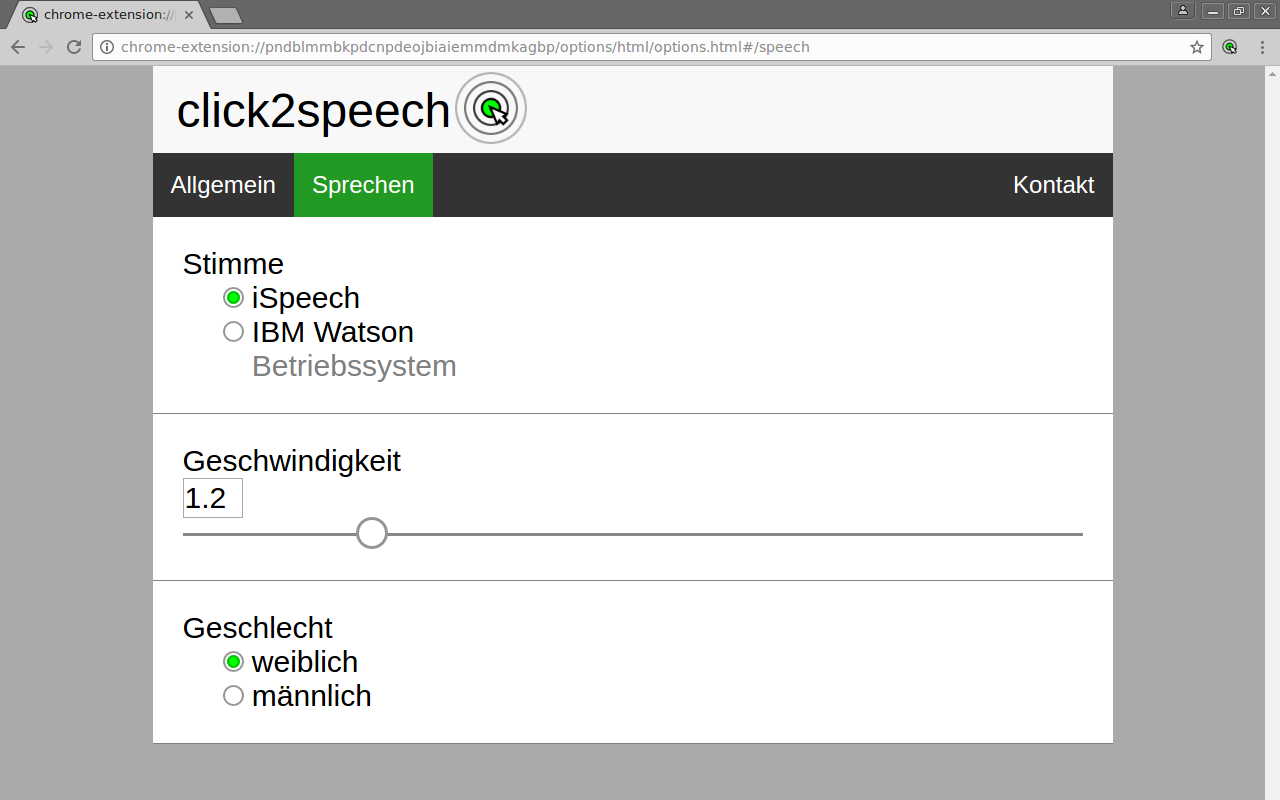 chrome-extension://
chrome-extension://pndblmmbkpdcnpdeojbiaiemmdmkagbp/options/html/options.html#/speech
click2speech
Allgemein Sprechen Kontakt
Stimme
iSpeech
IBM Watson
Betriebssystem
Geschwindigkeit
1.2
Geschlecht
weiblich
männlich